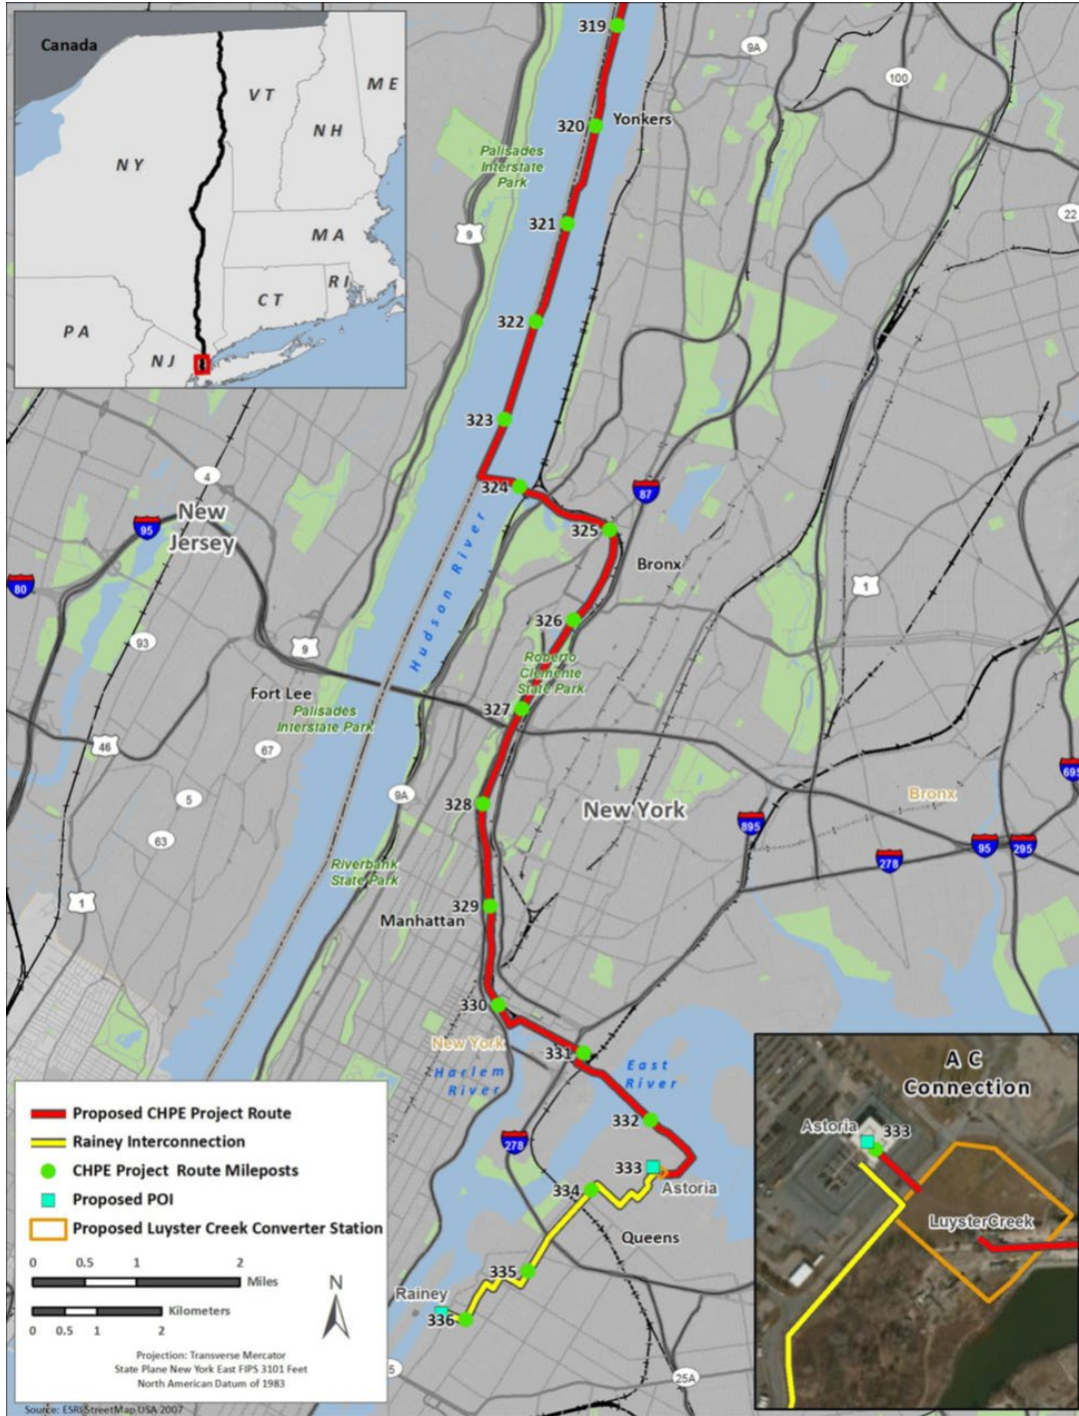 Canada
VT
ME
NH
NY
MA
RI
CT
PA
NJ
319
9A
100
320
Yonkers
Palisades
Interstate
Park
321
22
9
322
323
4
324
87
New
Jersey
95
325
Hudson River
Bronx
80
1
326
93
9
Roberto
Clemente
State Park
Fort Lee
Palisades
Interstate Park
327
46
67
695
9A
5
328
New York
Bronx
895
63
95
295
278
Riverbank
State Park
1
329
Manhattan
330
New York
331
East
River
Harlem
River
332
278
333
334
Astoria
Queens
335
Rainey
336
5
25A
AC
Connection
Astoria
333
LuysterCreek
Proposed CHPE Project Route
Rainey Interconnection
CHPE Project Route Mileposts
Proposed POI
Proposed Luyster Creek Converter Station
0 0.5 1 2
Miles
N
Kilometers
0 0.5 1 2
Projection: Transverse Mercator
State Plane New York East FIPS 3101 Feet
North American Datum of 1983
Source: ESRI StreetMap USA 2007